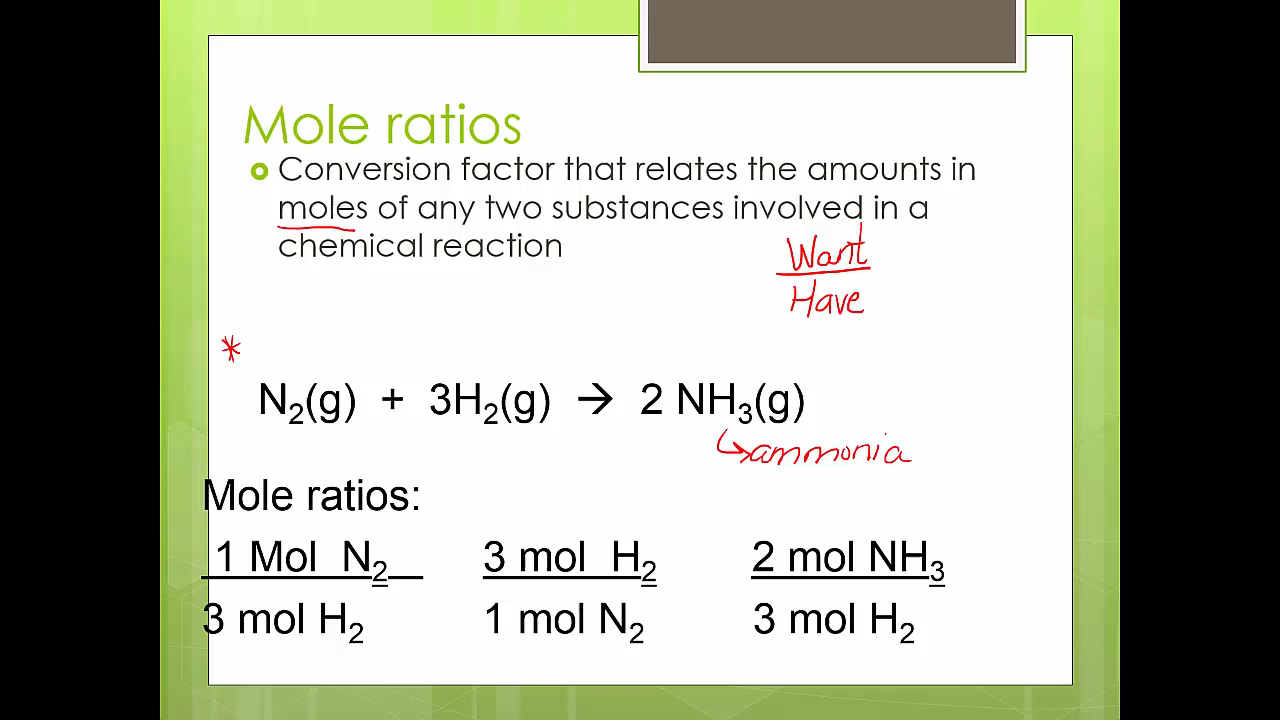 Mole ratios
Conversion factor that relates the amounts in
moles of any two substances involved in a
chemical reaction
Want
Have
*
N₂(g) + 3H₂(g) → 2 NH₃(g)
ammonia
Mole ratios:
1 Mol N₂ 3 mol H₂ 2 mol NH₃
3 mol H₂ 1 mol N₂ 3 mol H₂